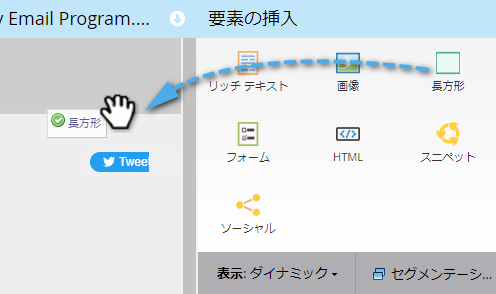 y Email Program....
要素の挿入
リッチ テキスト
画像
長方形
長方形
Tweet
フォーム
HTML
スニペット
ソーシャル
表示: ダイナミック
セグメンテーシ...